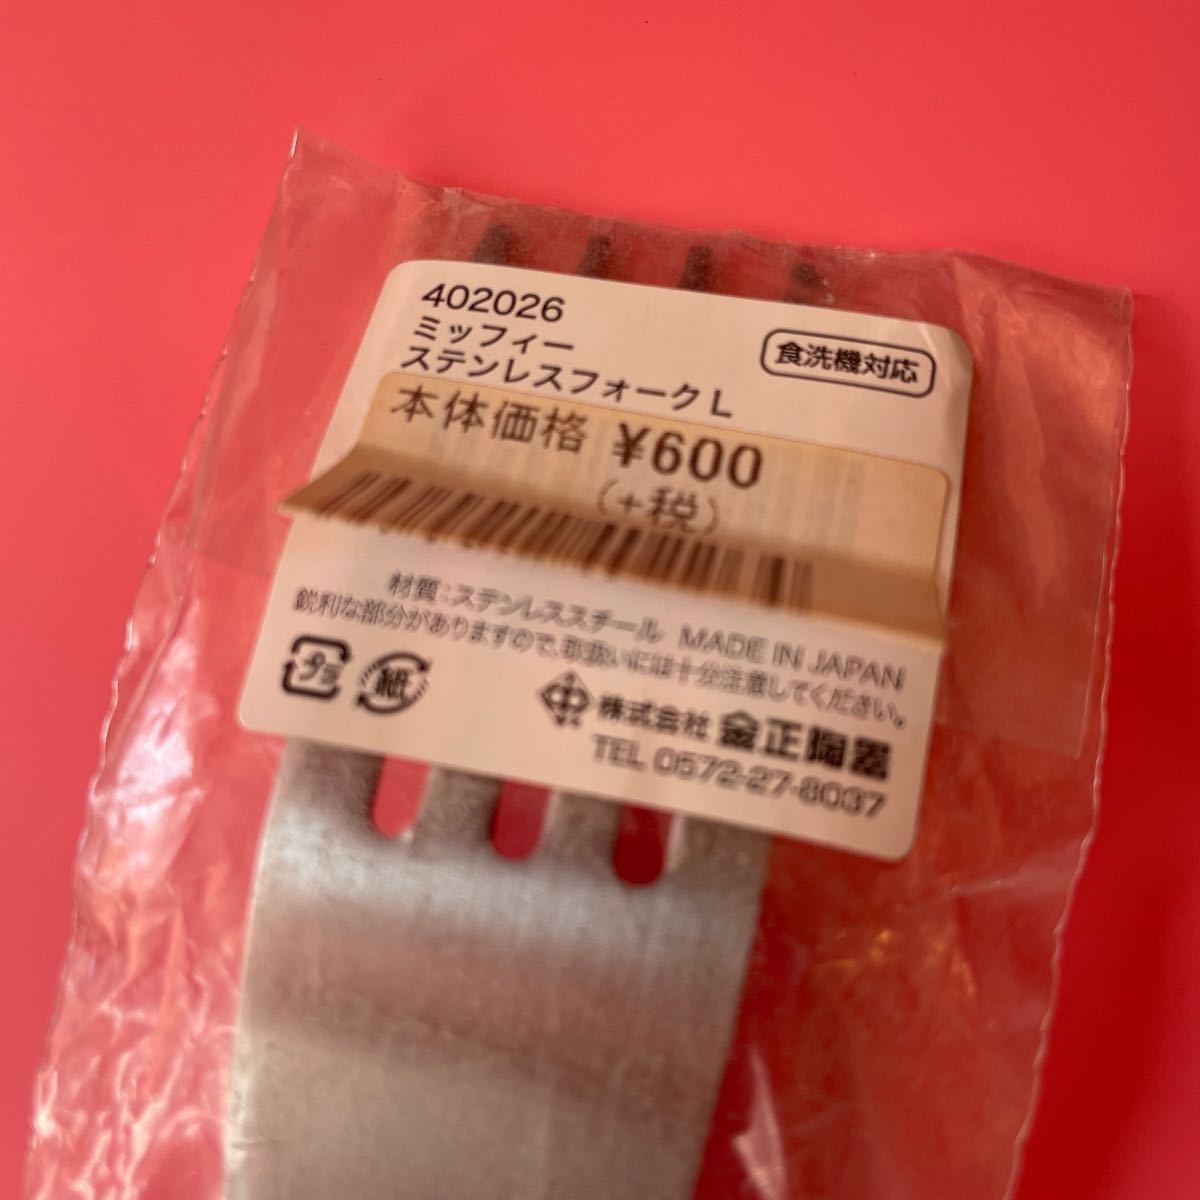 402026
ミッフィー
ステンレスフォークL
食洗機対応
本体価格 ¥600
(+税)
材質:ステンレススチール MADE IN JAPAN
鋭利な部分がありますので、取扱いには十分注意してください。
プラ
紙
株式会社 金正陶器
TEL 0572-27-8037